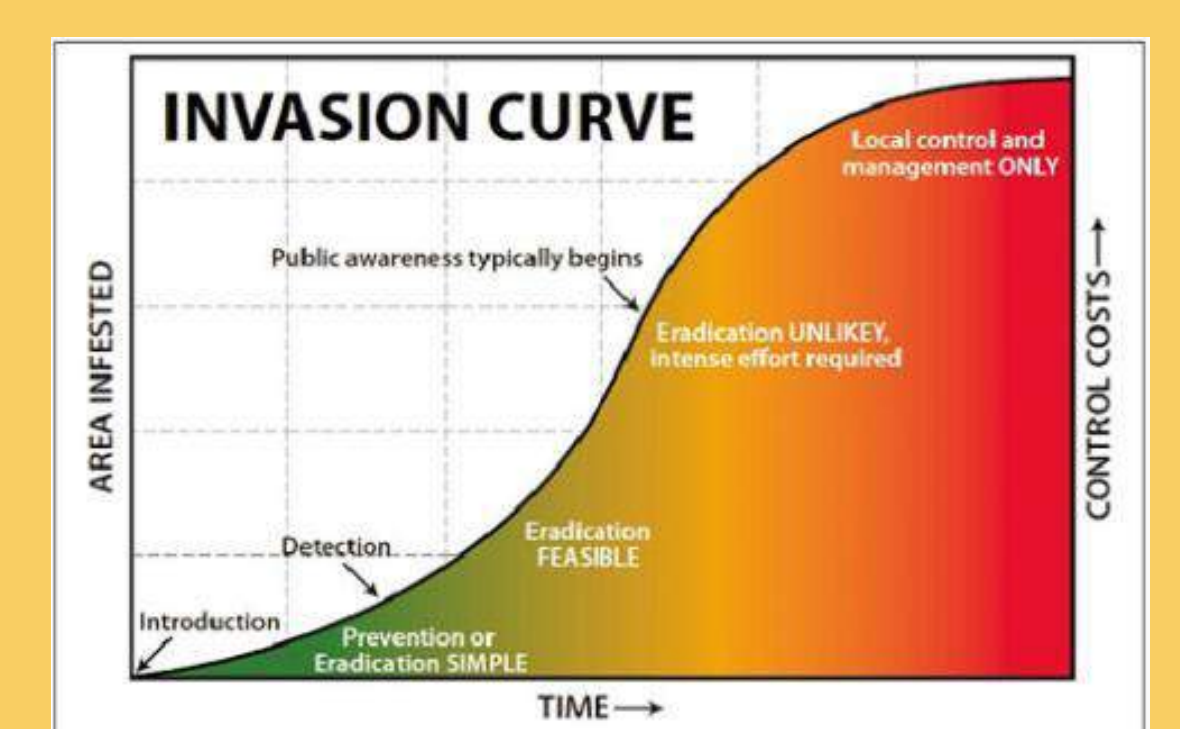 INVASION CURVE
Local control and
management ONLY
Public awareness typically begins
Eradication UNLIKEY,
intense effort required
AREA INFESTED
CONTROL COSTS→
Eradication
FEASIBLE
Detection
Introduction
Prevention or
Eradication SIMPLE
TIME→